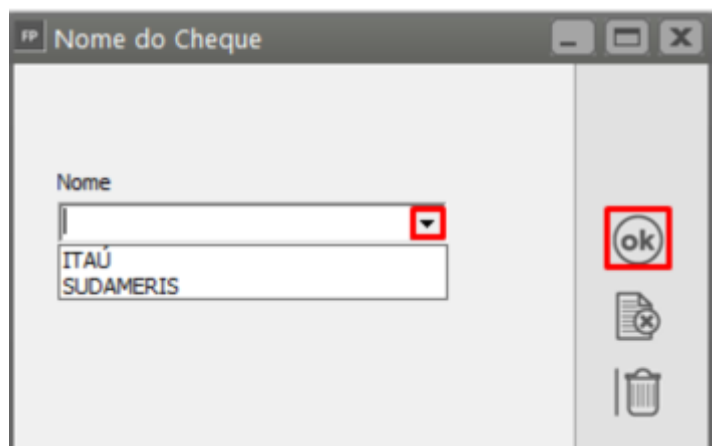 FP Nome do Cheque
Nome
ITAÚ
SUDAMERIS
ok